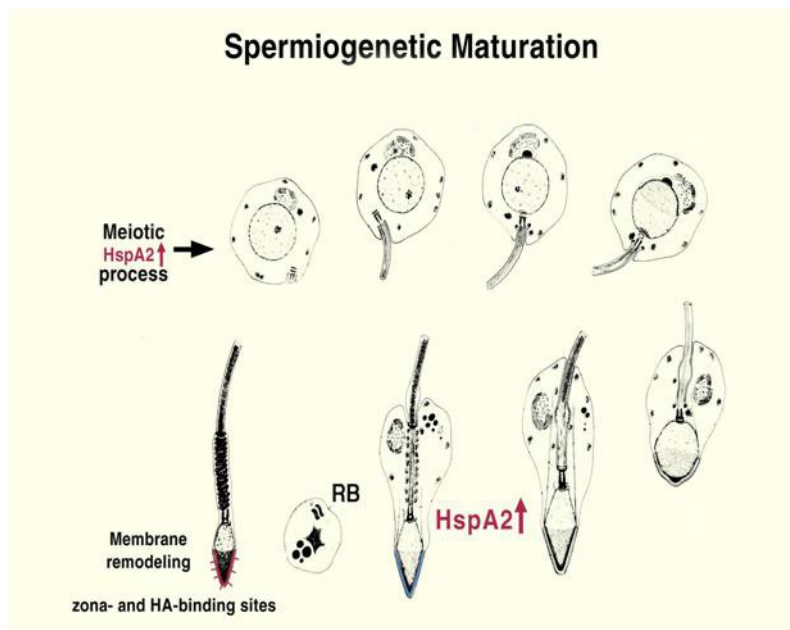 Spermiogenetic Maturation
Meiotic
HspA2↑
process
RB
HspA2↑
Membrane
remodeling
zona- and HA-binding sites